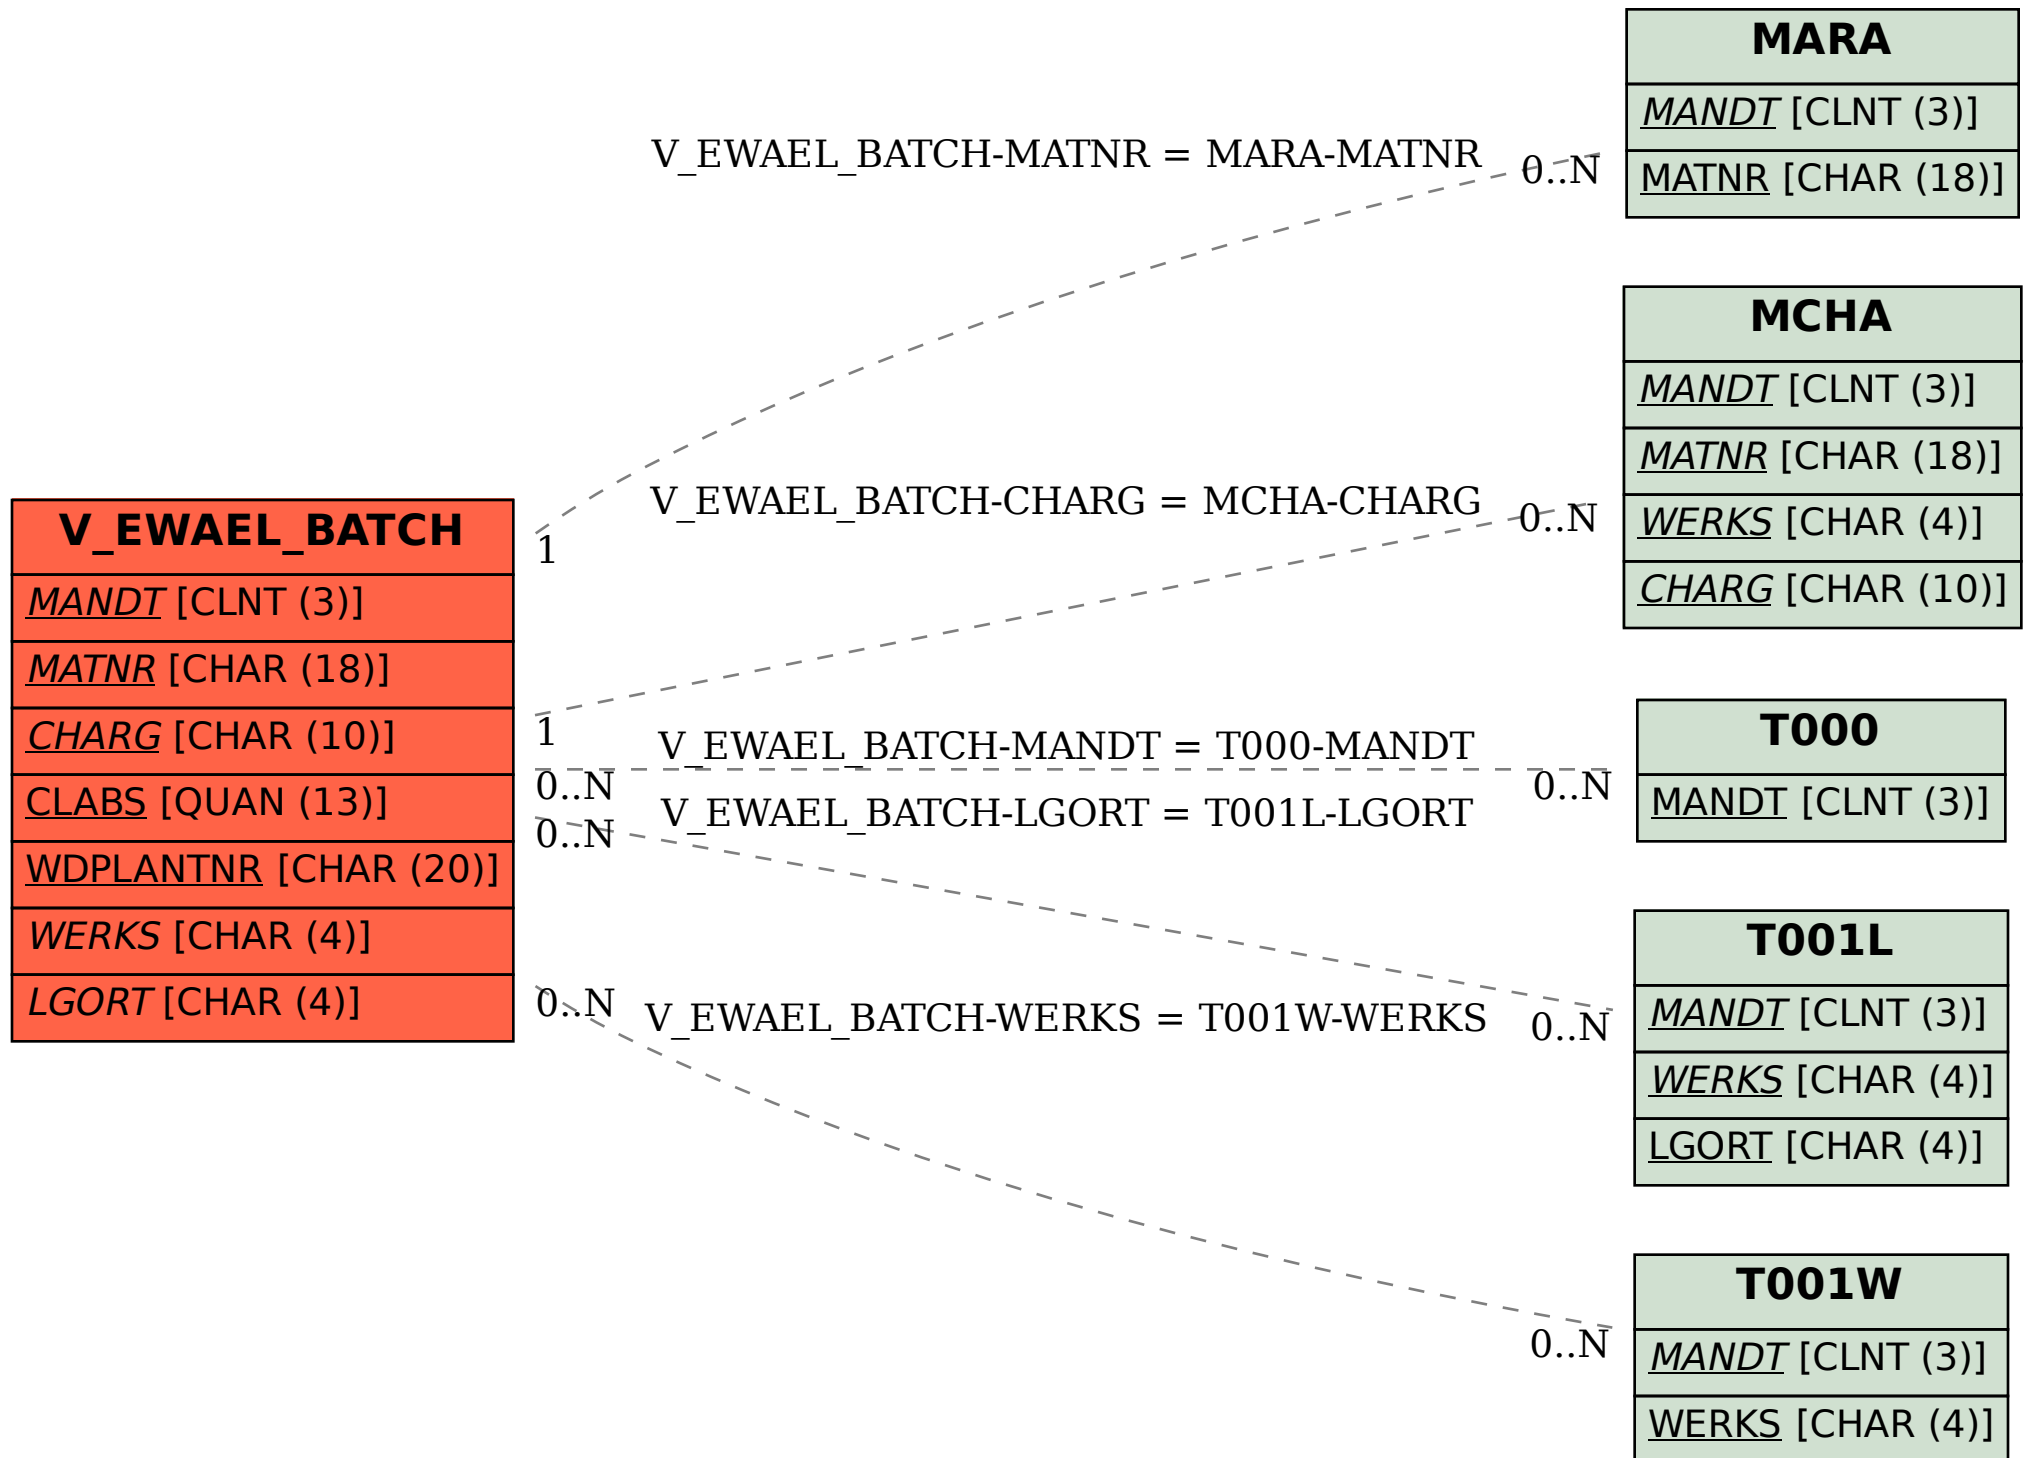 MARA
MANDT [CLNT (3)]
MATNR [CHAR (18)]
V_EWAEL_BATCH-MATNR = MARA-MATNR
0..N
MCHA
MANDT [CLNT (3)]
MATNR [CHAR (18)]
WERKS [CHAR (4)]
CHARG [CHAR (10)]
V_EWAEL_BATCH-CHARG = MCHA-CHARG
0..N
V_EWAEL_BATCH
MANDT [CLNT (3)]
MATNR [CHAR (18)]
CHARG [CHAR (10)]
CLABS [QUAN (13)]
WDPLANTNR [CHAR (20)]
WERKS [CHAR (4)]
LGORT [CHAR (4)]
1
1
V_EWAEL_BATCH-MANDT = T000-MANDT
0..N
0..N
T000
MANDT [CLNT (3)]
V_EWAEL_BATCH-LGORT = T001L-LGORT
0..N
0..N
T001L
MANDT [CLNT (3)]
WERKS [CHAR (4)]
LGORT [CHAR (4)]
0..N
V_EWAEL_BATCH-WERKS = T001W-WERKS
0..N
T001W
MANDT [CLNT (3)]
WERKS [CHAR (4)]